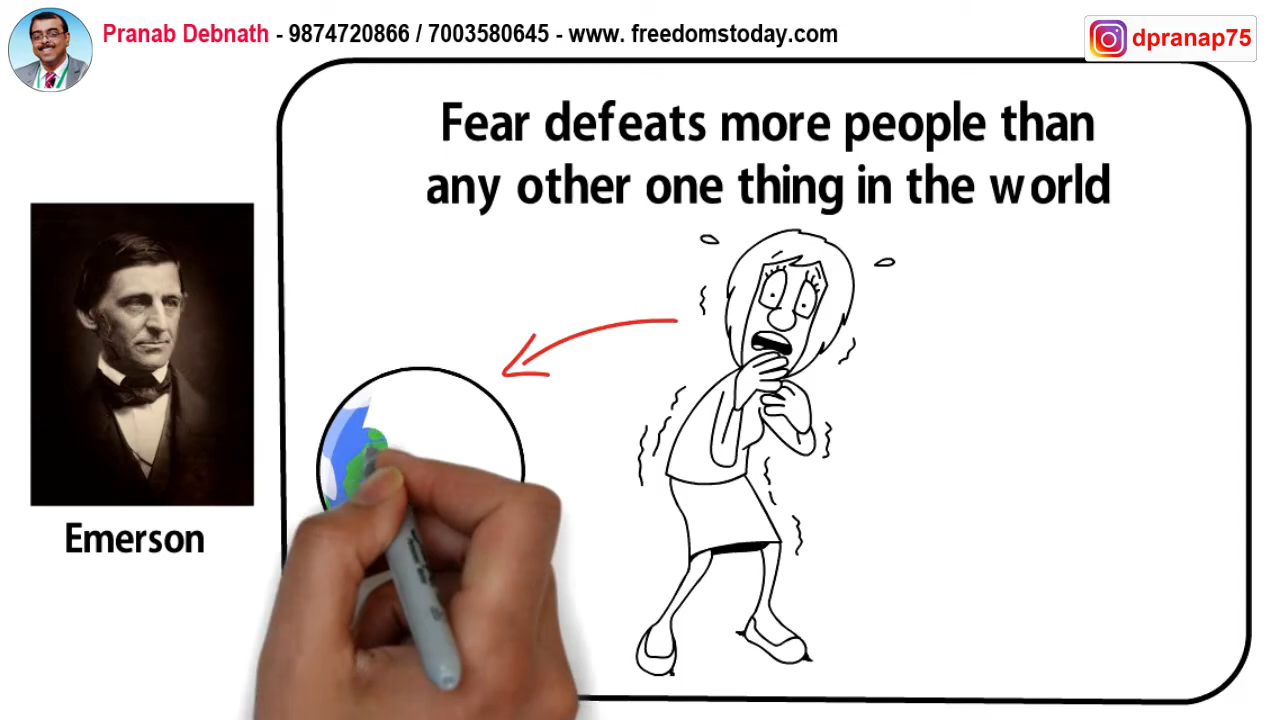 Pranab Debnath - 9874720866 / 7003580645 - www. freedomstoday.com
dpranap75
Fear defeats more people than
any other one thing in the world
Emerson